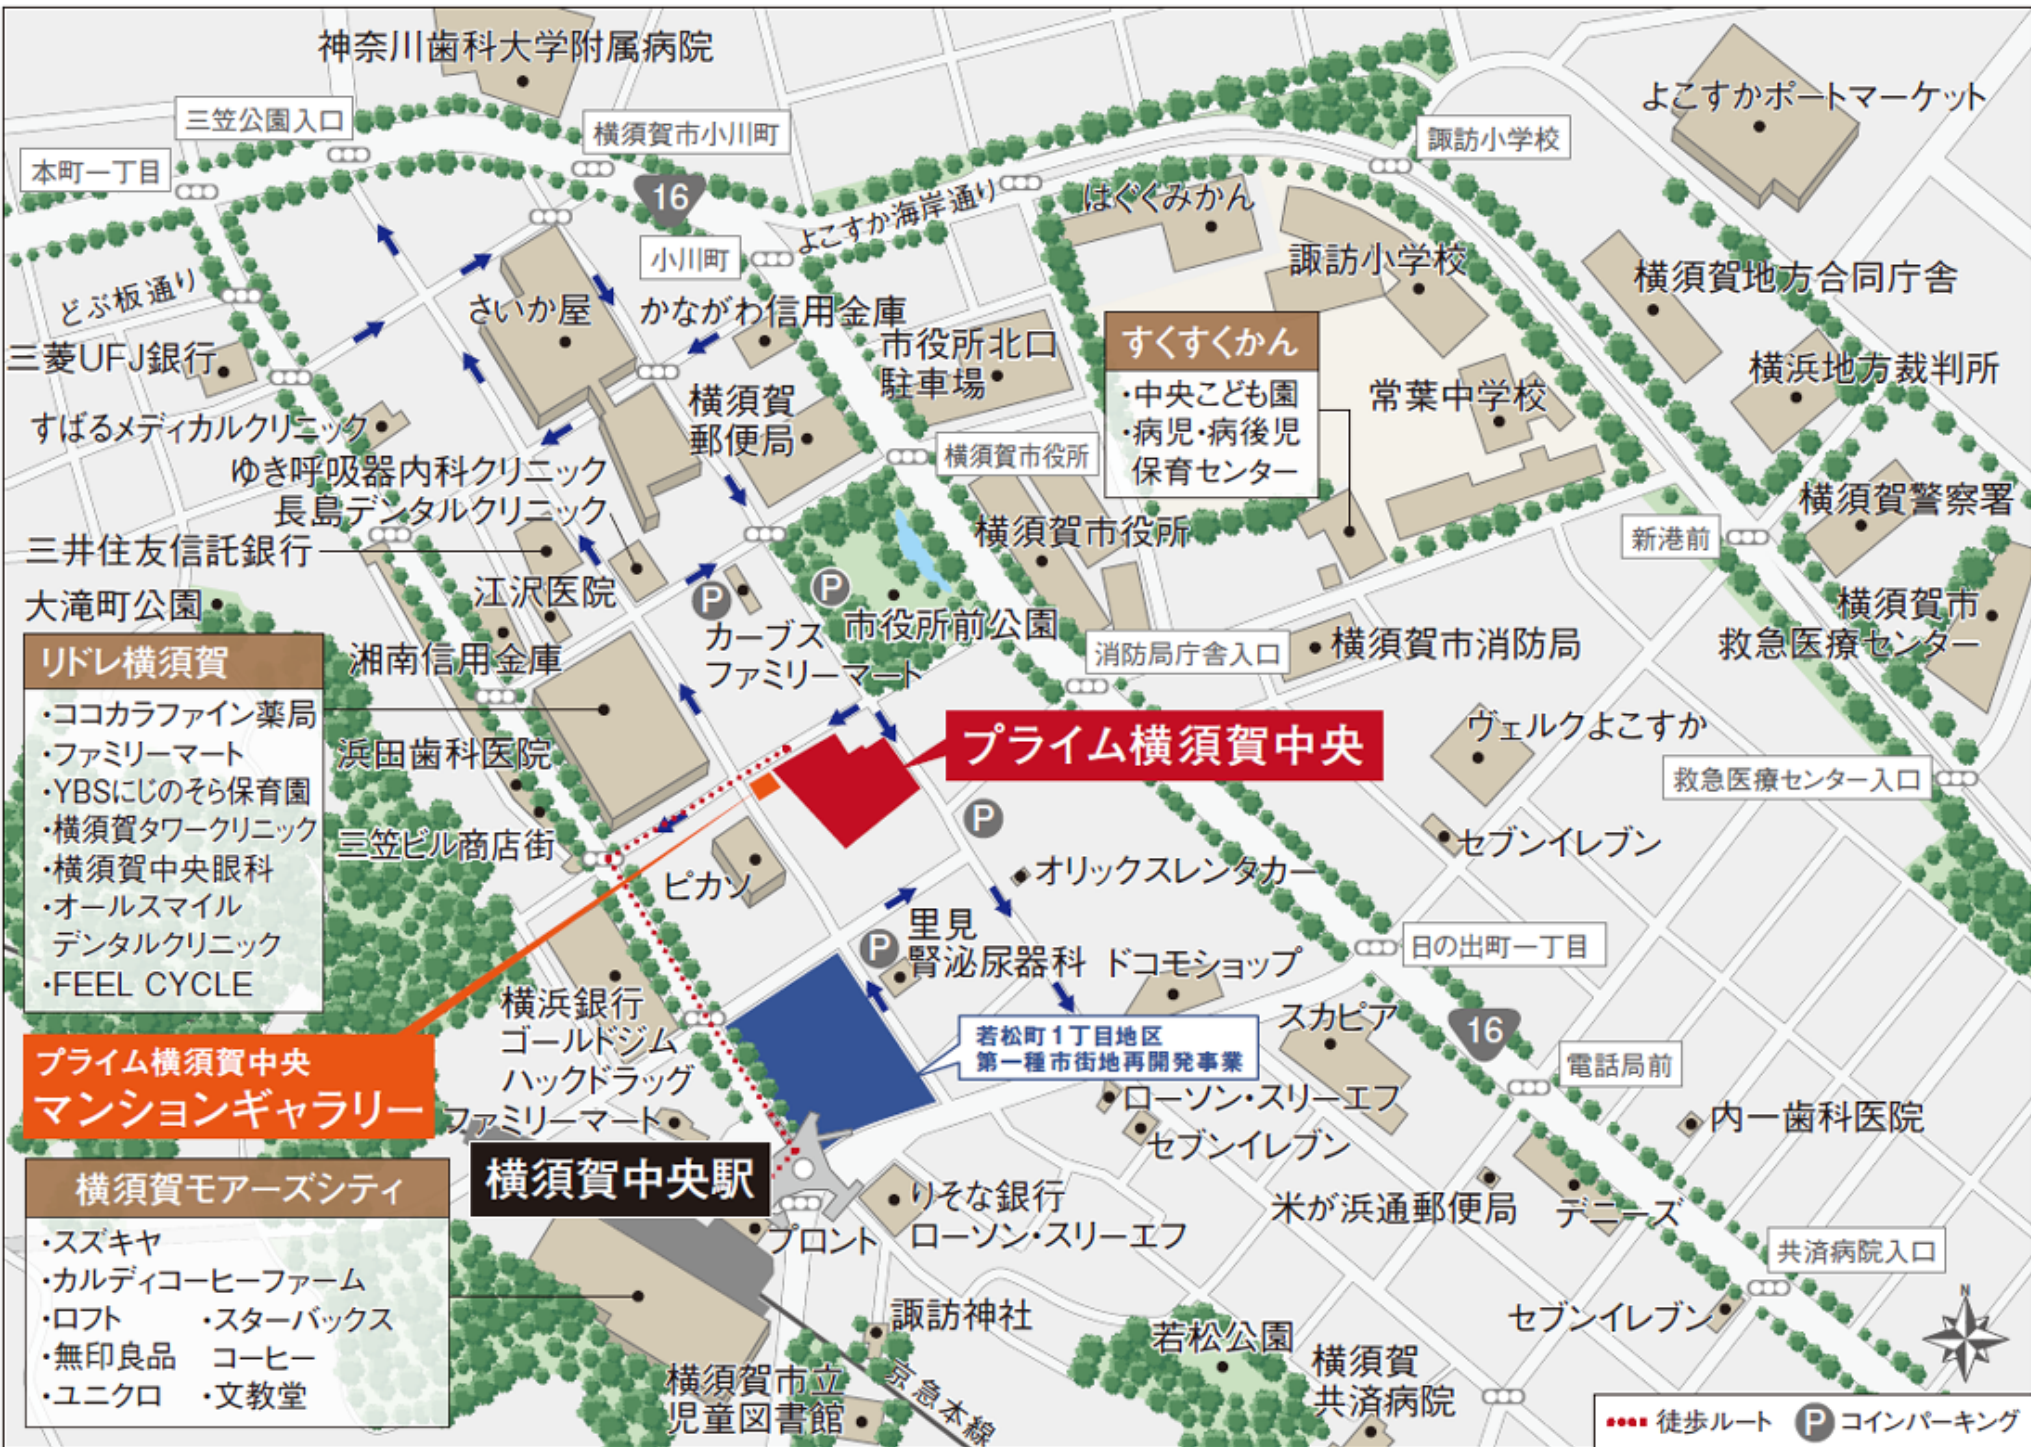 神奈川歯科大学附属病院
三笠公園入口
横須賀市小川町
本町一丁目
16
よこすか海岸通り
小川町
はぐくみかん
諏訪小学校
よこすかポートマーケット
諏訪小学校
横須賀地方合同庁舎
横浜地方裁判所
どぶ板通り
さいか屋
かながわ信用金庫
市役所北口
駐車場
三菱UFJ銀行
すくすくかん
・中央こども園
・病児・病後児
保育センター
常葉中学校
すばるメディカルクリニック
横須賀
郵便局
横須賀市役所
ゆき呼吸器内科クリニック
長島デンタルクリニック
横須賀警察署
新港前
横須賀市役所
三井住友信託銀行
江沢医院
大滝町公園
P
P
カーブス
ファミリーマート
市役所前公園
消防局庁舎入口
横須賀市消防局
横須賀市
救急医療センター
リドレ横須賀
・ココカラファイン薬局
・ファミリーマート
・YBSにじのそら保育園
・横須賀タワークリニック
・横須賀中央眼科
・オールスマイル
デンタルクリニック
・FEEL CYCLE
湘南信用金庫
浜田歯科医院
三笠ビル商店街
プライム横須賀中央
ヴェルクよこすか
救急医療センター入口
P
セブンイレブン
ピカソ
オリックスレンタカー
里見
腎泌尿器科
P
ドコモショップ
日の出町一丁目
横浜銀行
ゴールドジム
ハックドラッグ
ファミリーマート
若松町1丁目地区
第一種市街地再開発事業
スカピア
16
電話局前
プライム横須賀中央
マンションギャラリー
ローソン・スリーエフ
セブンイレブン
内一歯科医院
横須賀中央駅
横須賀モアーズシティ
・スズキヤ
・カルディコーヒーファーム
・ロフト
・スターバックス
コーヒー
・無印良品
・ユニクロ
・文教堂
プロント
りそな銀行
ローソン・スリーエフ
米が浜通郵便局
デニーズ
共済病院入口
セブンイレブン
諏訪神社
若松公園
横須賀
共済病院
横須賀市立
児童図書館
京急本線
N
徒歩ルート
P コインパーキング